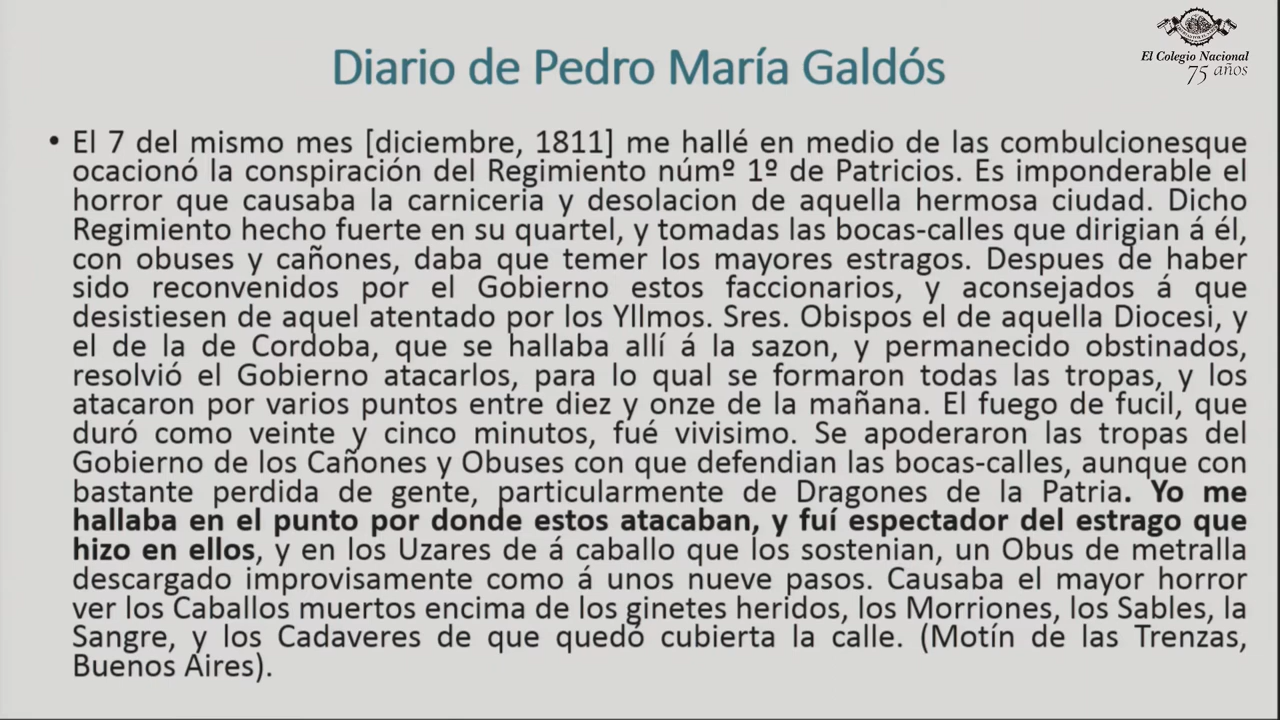 El Colegio Nacional
75 años
Diario de Pedro María Galdós
• El 7 del mismo mes [diciembre, 1811] me hallé en medio de las combulcionesque
ocacionó la conspiración del Regimiento númº 1º de Patricios. Es imponderable el
horror que causaba la carniceria y desolacion de aquella hermosa ciudad. Dicho
Regimiento hecho fuerte en su quartel, y tomadas las bocas-calles que dirigian á él,
con obuses y cañones, daba que temer los mayores estragos. Despues de haber
sido reconvenidos por el Gobierno estos faccionarios, y aconsejados á que
desistiesen de aquel atentado por los Yllmos. Sres. Obispos el de aquella Diocesi, y
el de la de Cordoba, que se hallaba allí á la sazon, y permanecido obstinados,
resolvió el Gobierno atacarlos, para lo qual se formaron todas las tropas, y los
atacaron por varios puntos entre diez y onze de la mañana. El fuego de fucil, que
duró como veinte y cinco minutos, fué vivisimo. Se apoderaron las tropas del
Gobierno de los Cañones y Obuses con que defendian las bocas-calles, aunque con
bastante perdida de gente, particularmente de Dragones de la Patria. Yo me
hallaba en el punto por donde estos atacaban, y fuí espectador del estrago que
hizo en ellos, y en los Uzares de á caballo que los sostenian, un Obus de metralla
descargado improvisamente como á unos nueve pasos. Causaba el mayor horror
ver los Caballos muertos encima de los ginetes heridos, los Morriones, los Sables, la
Sangre, y los Cadaveres de que quedó cubierta la calle. (Motín de las Trenzas,
Buenos Aires).